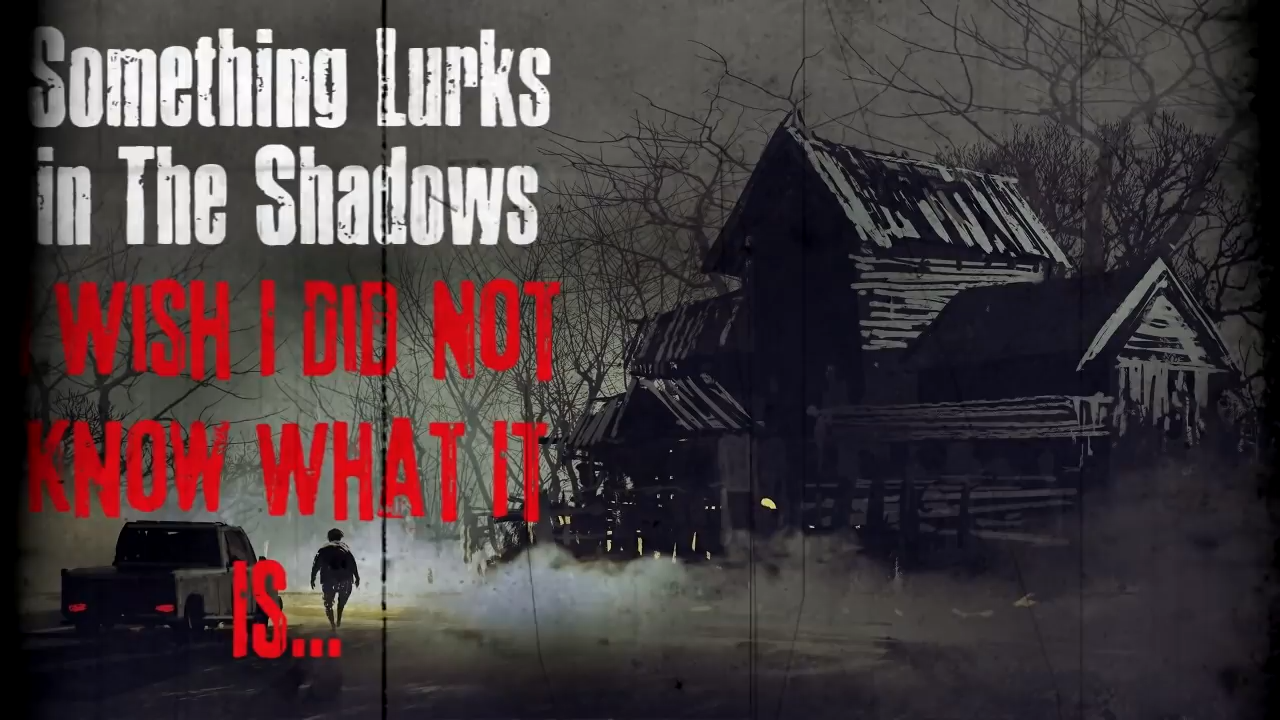 Something Lurks
in The Shadows
I WISH I DID NOT
KNOW WHAT IT
IS...